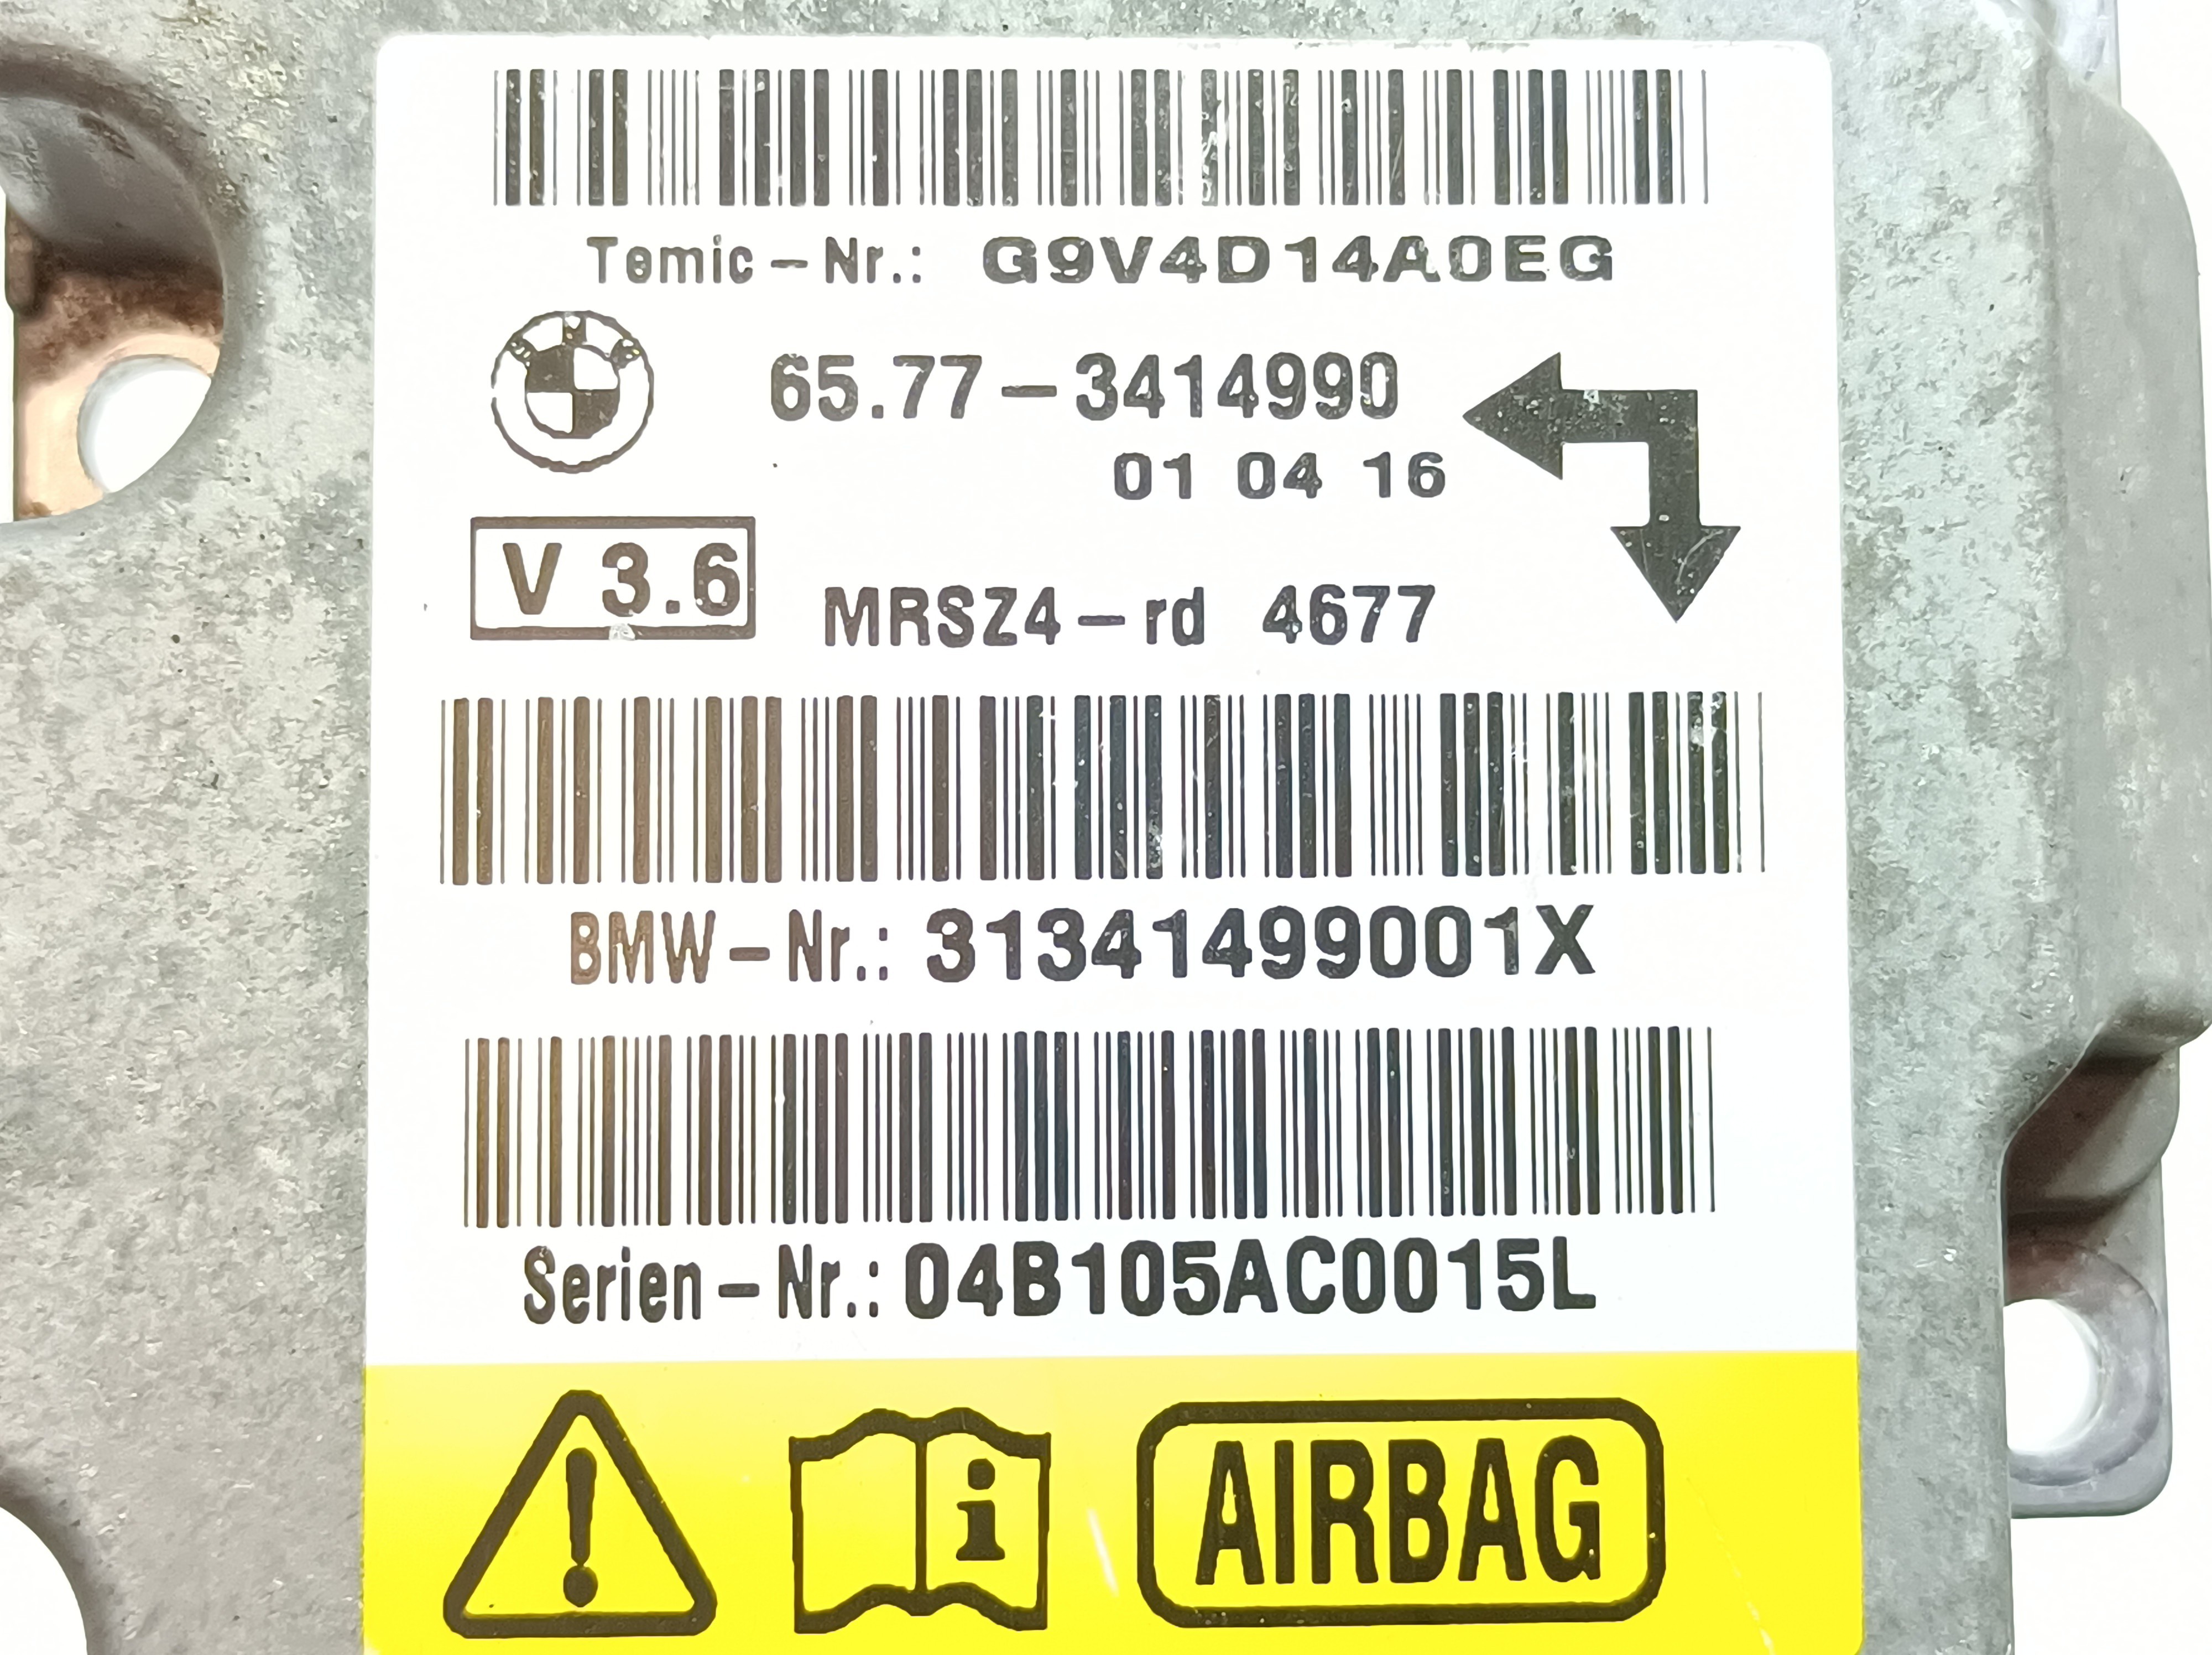 Temic-Nr.: G9V4D14A0EG
65.77-3414990
01 04 16
V 3.6
MRSZ4-rd 4677
BMW-Nr.: 31341499001X
Serien-Nr.: 04B105AC0015L
AIRBAG